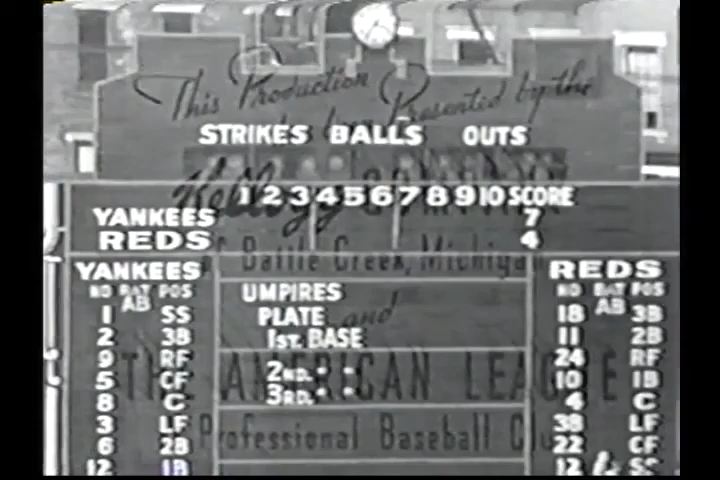 This Production
is Presented by the
STRIKES BALLS OUTS
Kellogg COMPANY
1 2 3 4 5 6 7 8 9 10 SCORE
YANKEES 7
REDS 4
of Battle Creek, Michigan
YANKEES
NO BAT POS
AB
1 SS
2 3B
9 RF
5 CF
8 C
3 LF
6 2B
12 1B
UMPIRES
PLATE
1ST. BASE
2ND. " "
3RD. " "
and
THE AMERICAN LEAGUE
Professional Baseball Clu
REDS
NO BAT POS
AB
18 3B
11 2B
24 RF
10 1B
4 C
38 LF
22 CF
12 SS